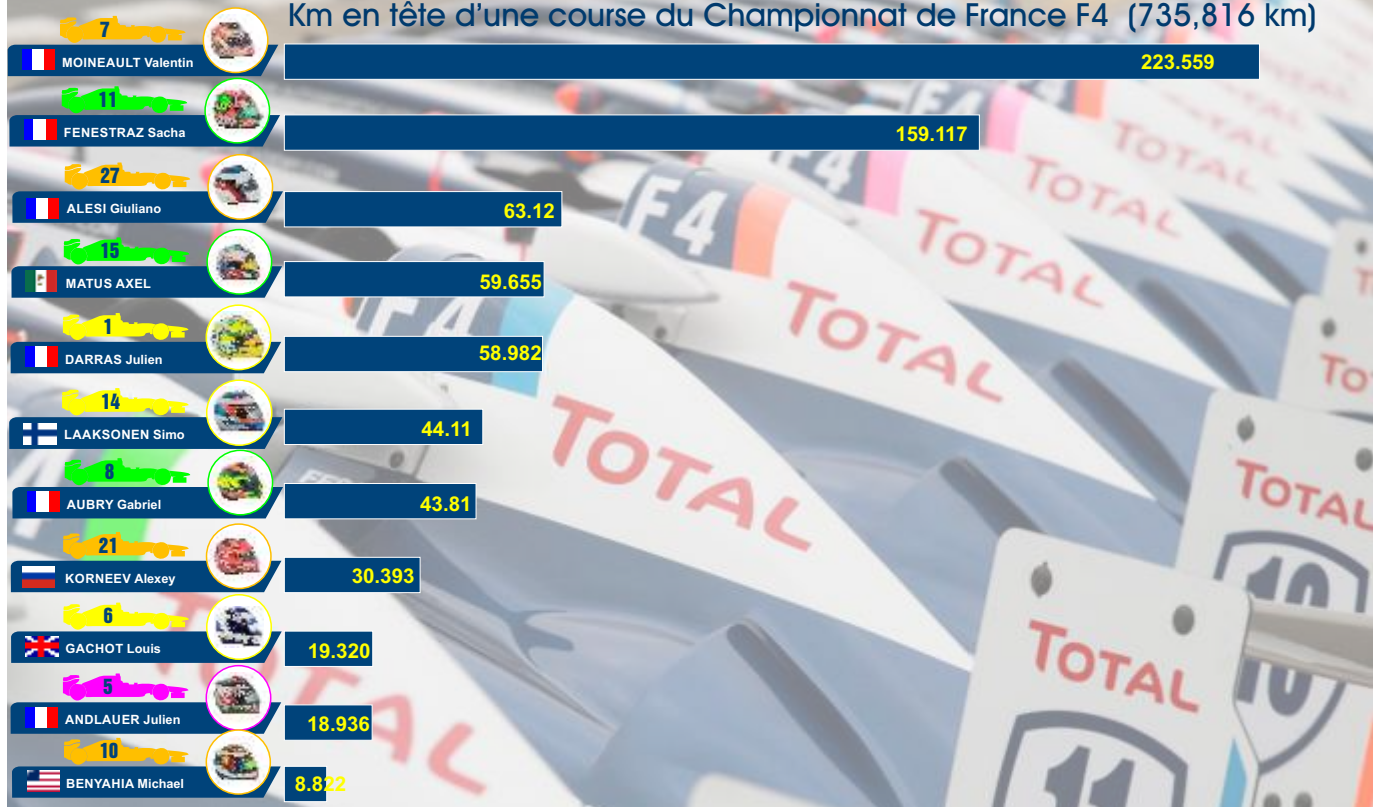 Km en tête d'une course du Championnat de France F4 (735,816 km)
7
MOINEAULT Valentin
223.559
11
FENESTRAZ Sacha
159.117
27
ALESI Giuliano
63.12
15
MATUS AXEL
59.655
1
DARRAS Julien
58.982
14
LAAKSONEN Simo
44.11
8
AUBRY Gabriel
43.81
21
KORNEEV Alexey
30.393
6
GACHOT Louis
19.320
5
ANDLAUER Julien
18.936
10
BENYAHIA Michael
8.822
F4
F4
F4
F4
TOTAL
TOTAL
TOTAL
TOTAL
TOTAL
TOTAL
TOTAL
10
TOTAL
11
10